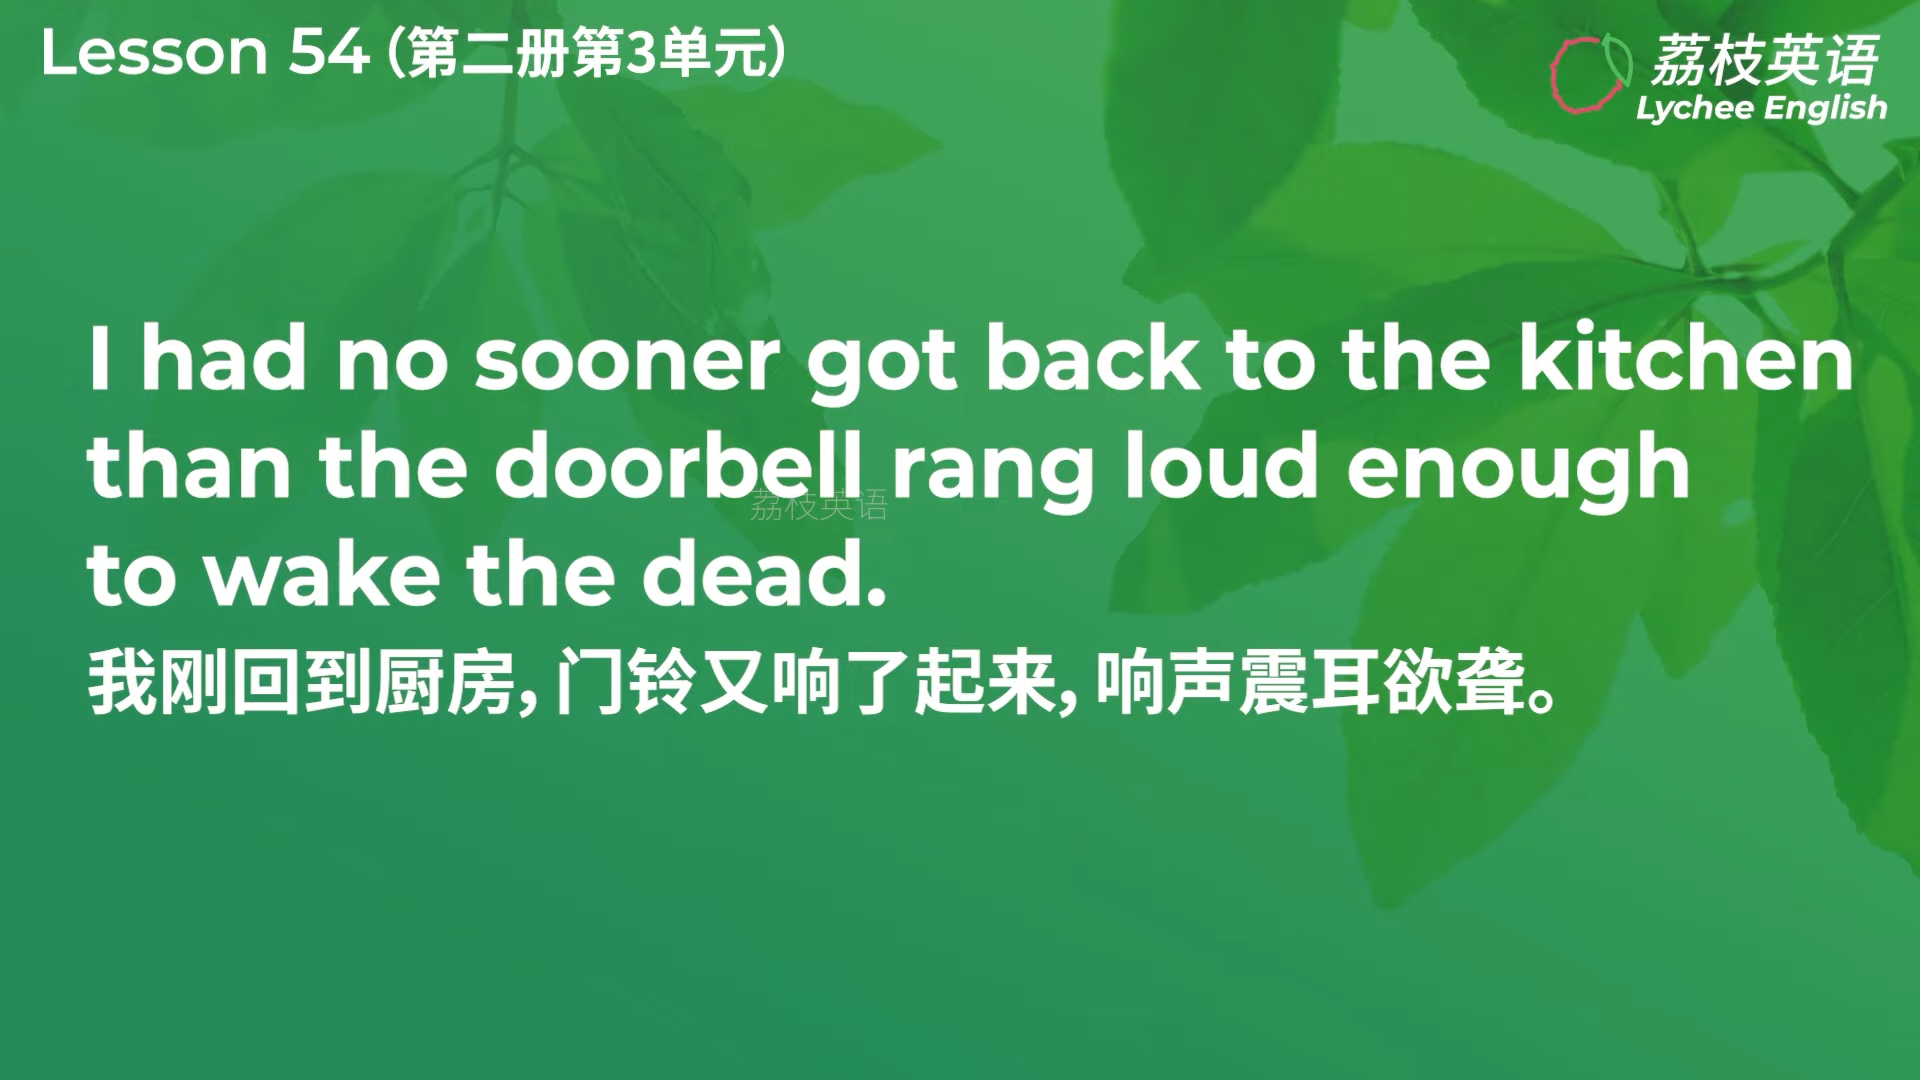 Lesson 54（第二册第3单元）
荔枝英语
Lychee English
I had no sooner got back to the kitchen
than the doorbell rang loud enough
荔枝英语
to wake the dead.
我刚回到厨房，门铃又响了起来，响声震耳欲聋。